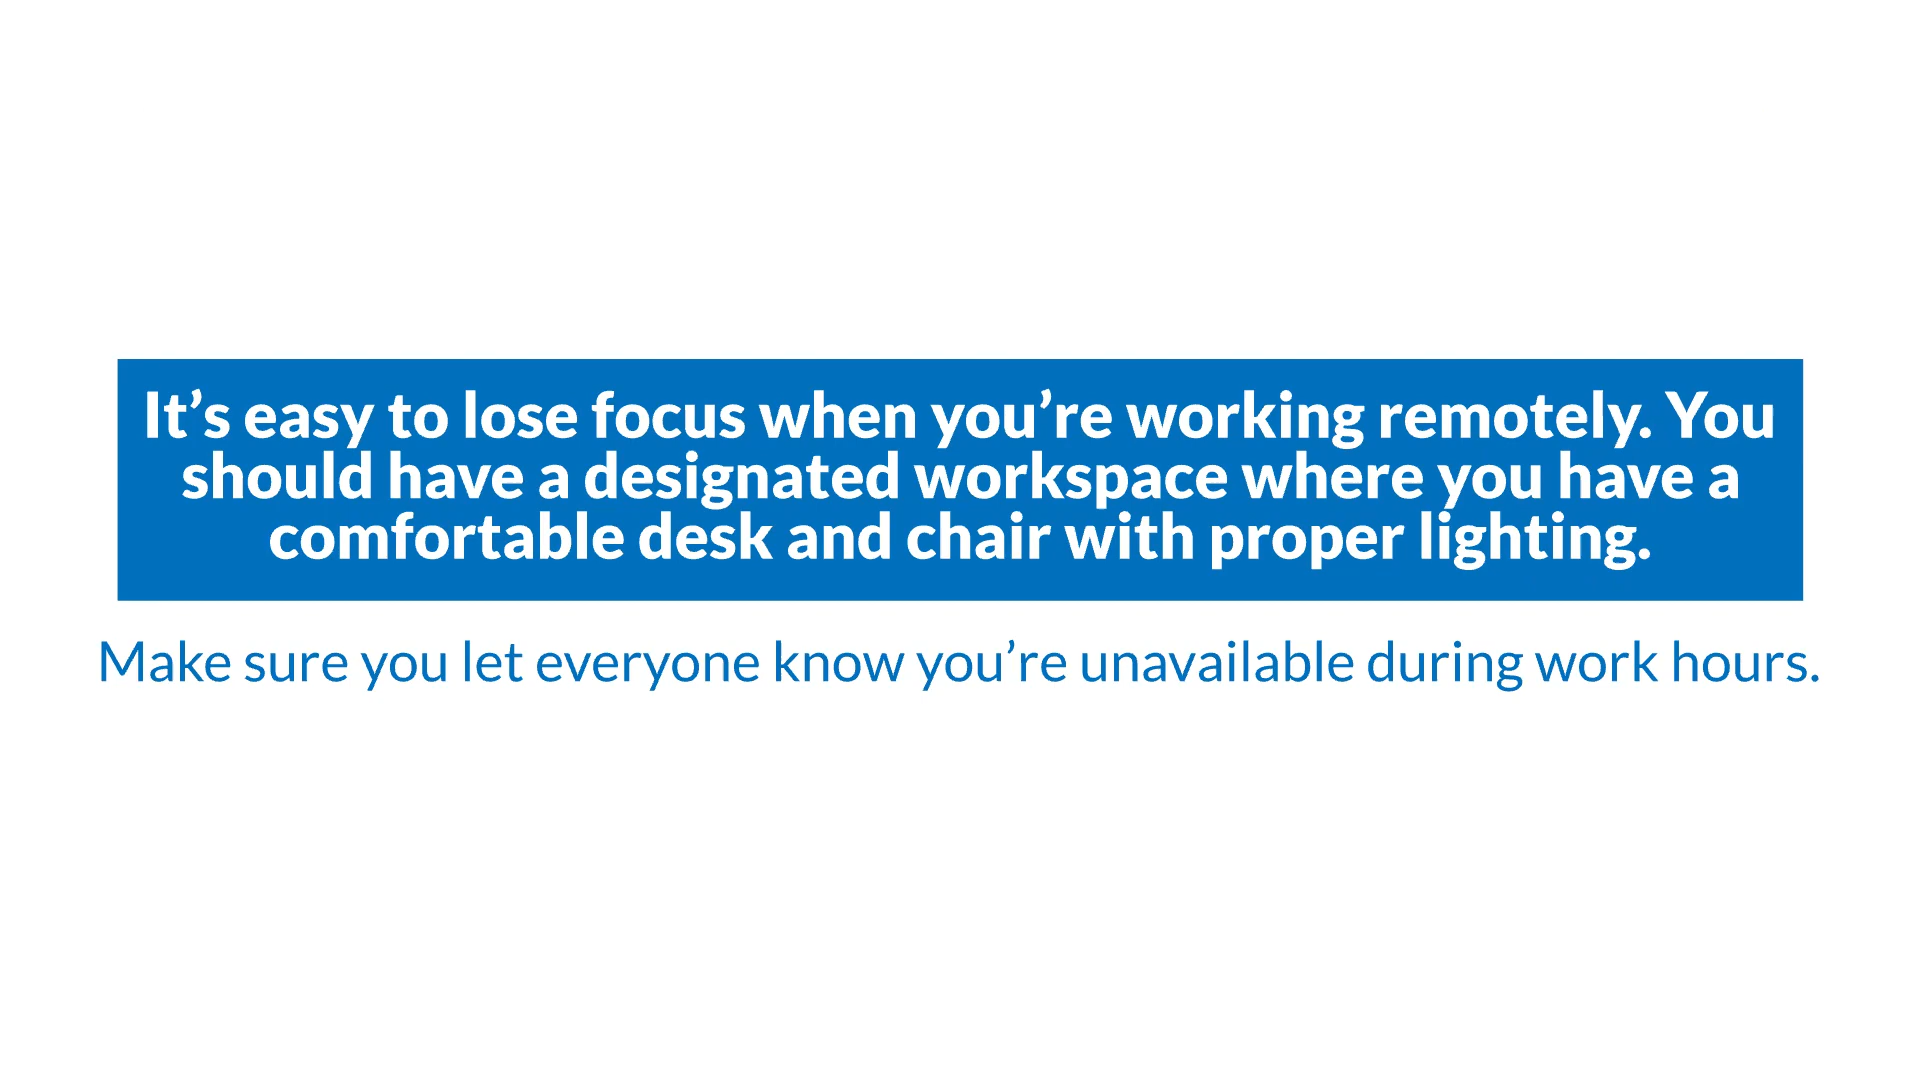 It’s easy to lose focus when you’re working remotely. You
should have a designated workspace where you have a
comfortable desk and chair with proper lighting.
Make sure you let everyone know you’re unavailable during work hours.